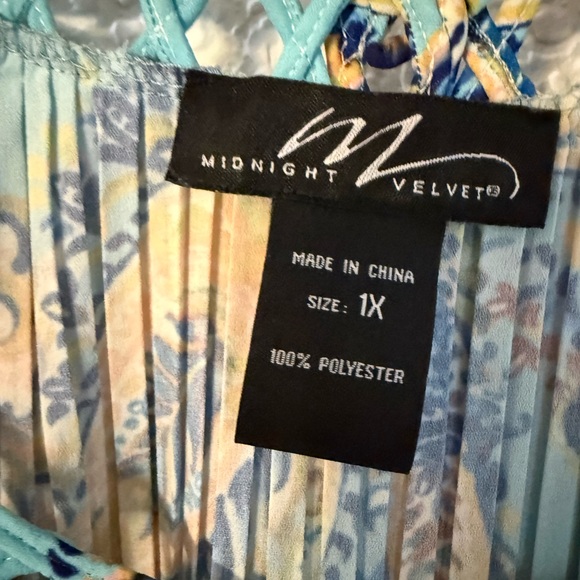 MIDNIGHT VELVET®
MADE IN CHINA
SIZE: 1X
100% POLYESTER